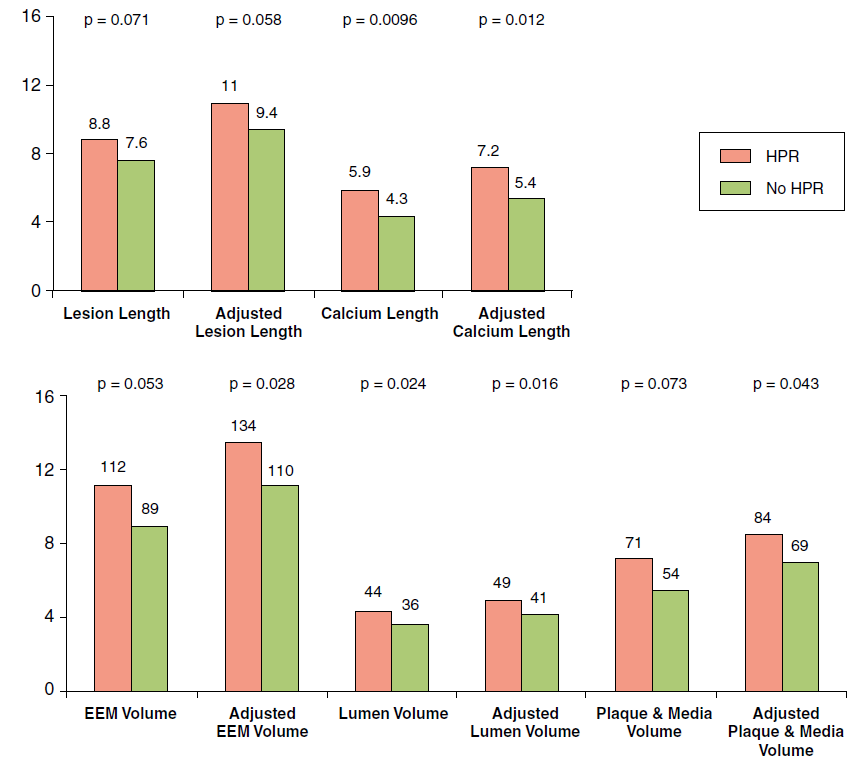 16
p = 0.071
p = 0.058
p = 0.0096
p = 0.012
12
8
4
0
8.8
7.6
11
9.4
5.9
4.3
7.2
5.4
HPR
No HPR
Lesion Length
Adjusted
Lesion Length
Calcium Length
Adjusted
Calcium Length
16
p = 0.053
p = 0.028
p = 0.024
p = 0.016
p = 0.073
p = 0.043
12
8
4
0
112
89
134
110
44
36
49
41
71
54
84
69
EEM Volume
Adjusted
EEM Volume
Lumen Volume
Adjusted
Lumen Volume
Plaque & Media
Volume
Adjusted
Plaque & Media
Volume